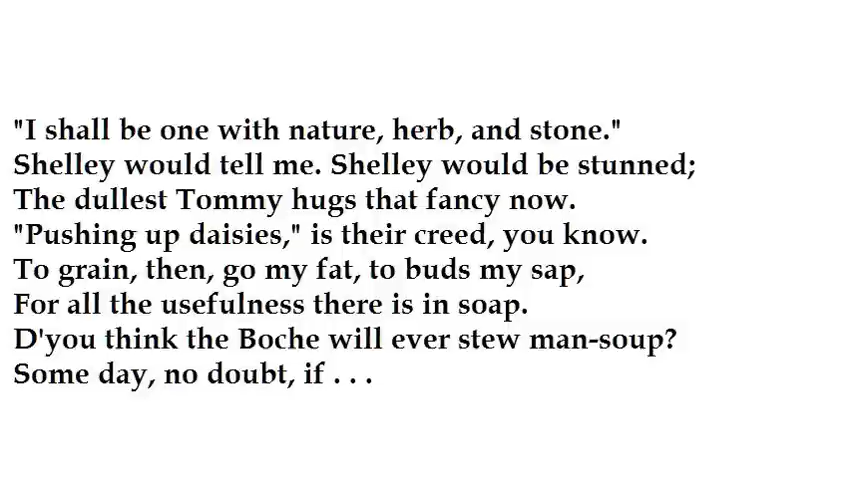 "I shall be one with nature, herb, and stone."
Shelley would tell me. Shelley would be stunned;
The dullest Tommy hugs that fancy now.
"Pushing up daisies," is their creed, you know.
To grain, then, go my fat, to buds my sap,
For all the usefulness there is in soap.
D'you think the Boche will ever stew man-soup?
Some day, no doubt, if . . .